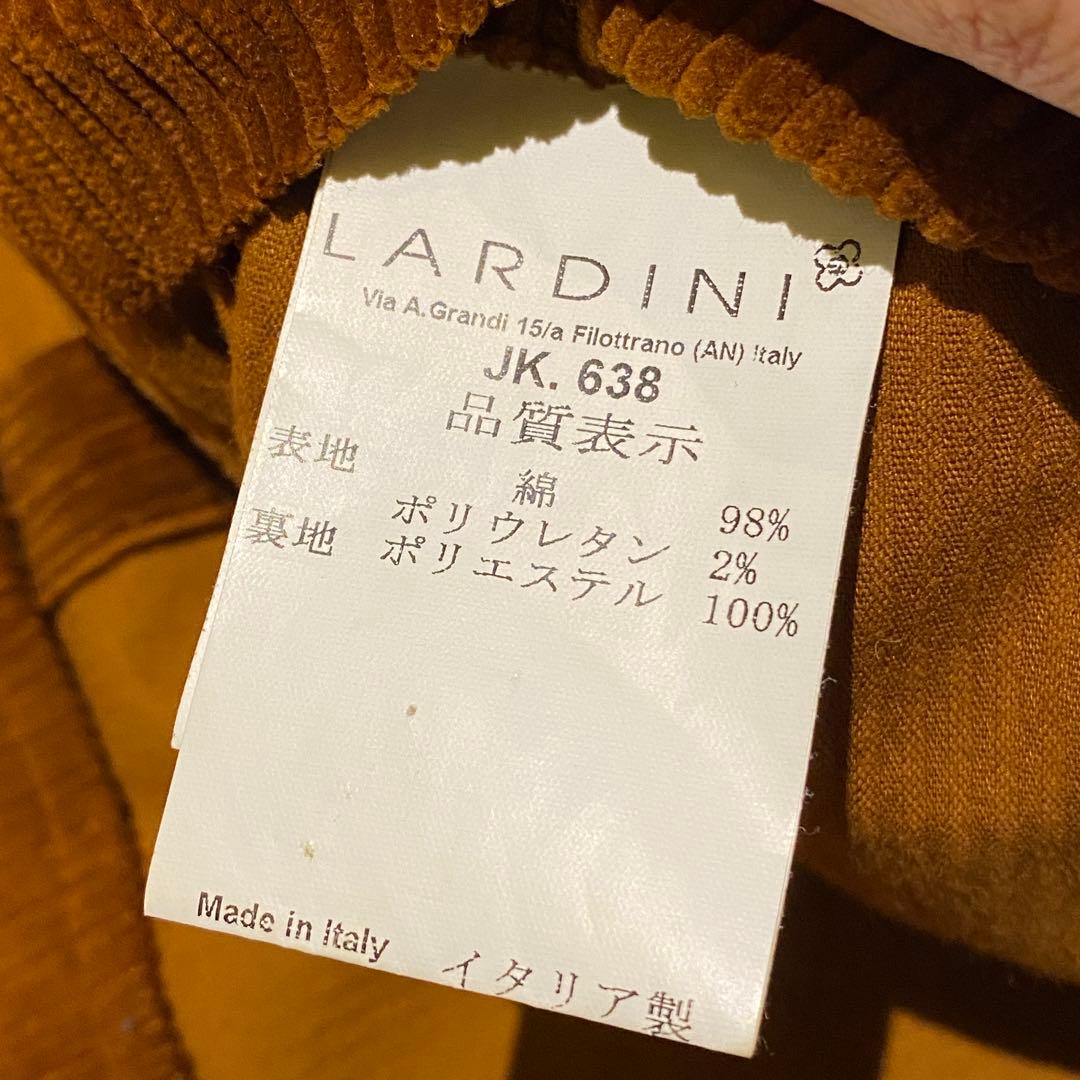 LARDINI
Via A.Grandi 15/a Filottrano (AN) Italy
JK. 638
品質表示
表地 綿 98%
ポリウレタン 2%
裏地 ポリエステル 100%
Made in Italy イタリア製